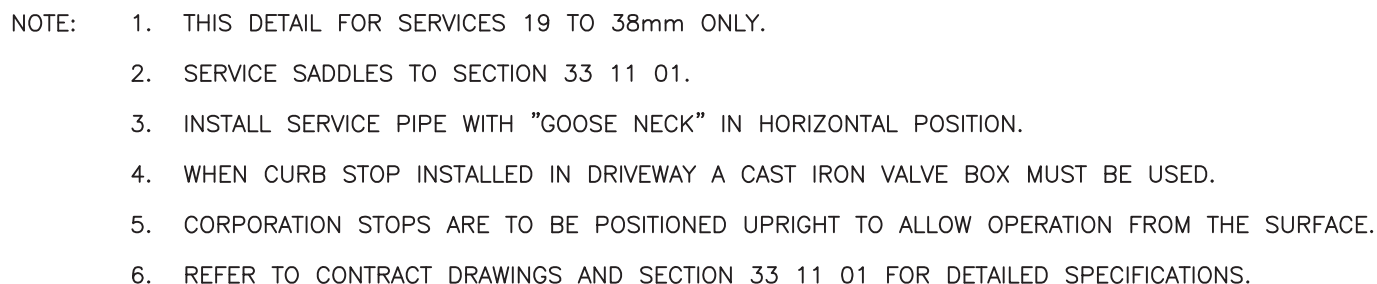 NOTE: 1. THIS DETAIL FOR SERVICES 19 TO 38mm ONLY.
2. SERVICE SADDLES TO SECTION 33 11 01.
3. INSTALL SERVICE PIPE WITH "GOOSE NECK" IN HORIZONTAL POSITION.
4. WHEN CURB STOP INSTALLED IN DRIVEWAY A CAST IRON VALVE BOX MUST BE USED.
5. CORPORATION STOPS ARE TO BE POSITIONED UPRIGHT TO ALLOW OPERATION FROM THE SURFACE.
6. REFER TO CONTRACT DRAWINGS AND SECTION 33 11 01 FOR DETAILED SPECIFICATIONS.